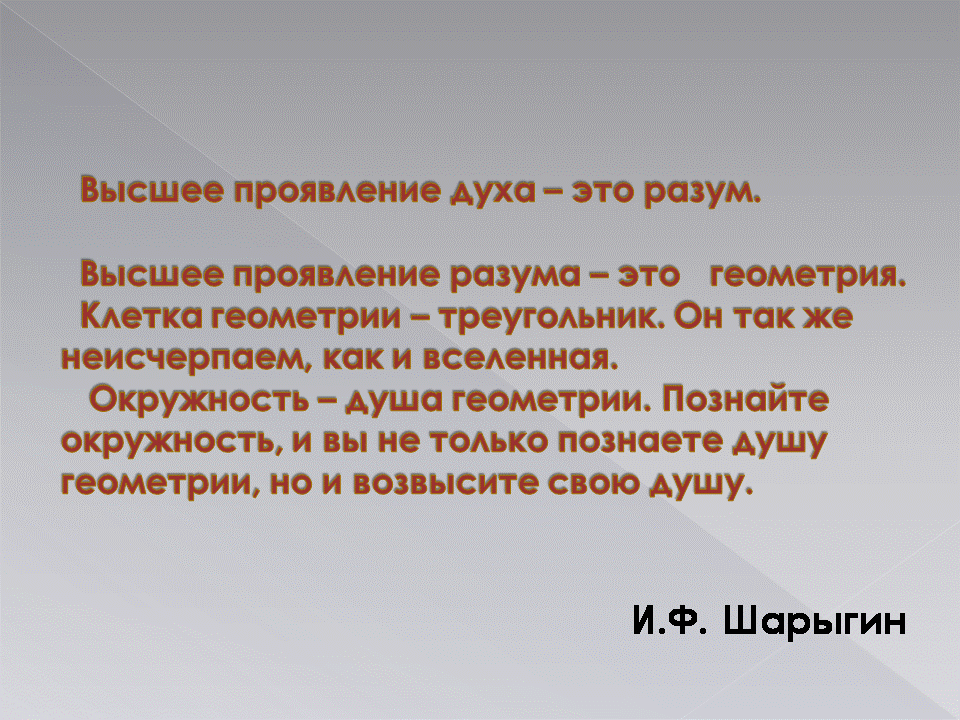 Высшее проявление духа – это разум.
Высшее проявление разума – это геометрия.
Клетка геометрии – треугольник. Он так же
неисчерпаем, как и вселенная.
Окружность – душа геометрии. Познайте
окружность, и вы не только познаете душу
геометрии, но и возвысите свою душу.
И.Ф. Шарыгин